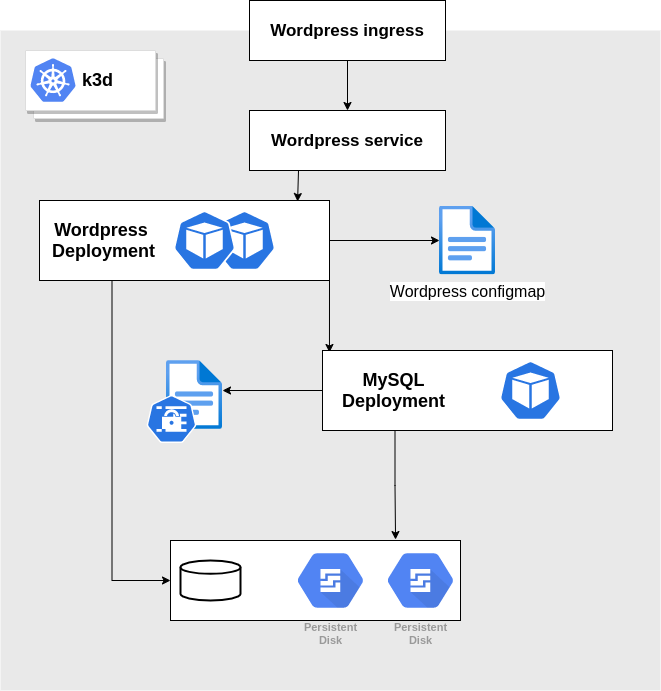 Wordpress ingress
k3d
Wordpress service
Wordpress
Deployment
Wordpress configmap
MySQL
Deployment
Persistent
Disk
Persistent
Disk